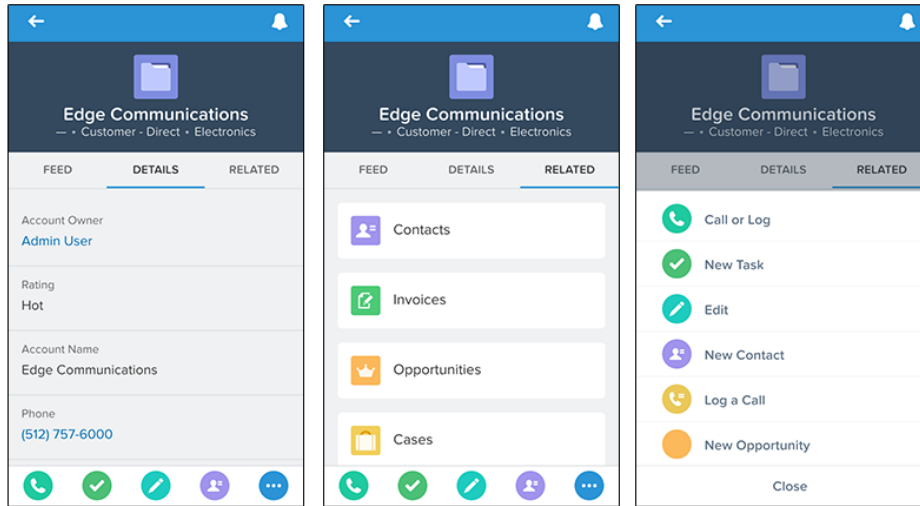 Edge Communications
— • Customer - Direct • Electronics
FEED DETAILS RELATED
Account Owner
Admin User
Rating
Hot
Account Name
Edge Communications
Phone
(512) 757-6000
Edge Communications
— • Customer - Direct • Electronics
FEED DETAILS RELATED
Contacts
Invoices
Opportunities
Cases
Edge Communications
— • Customer - Direct • Electronics
FEED DETAILS RELATED
Call or Log
New Task
Edit
New Contact
Log a Call
New Opportunity
Close